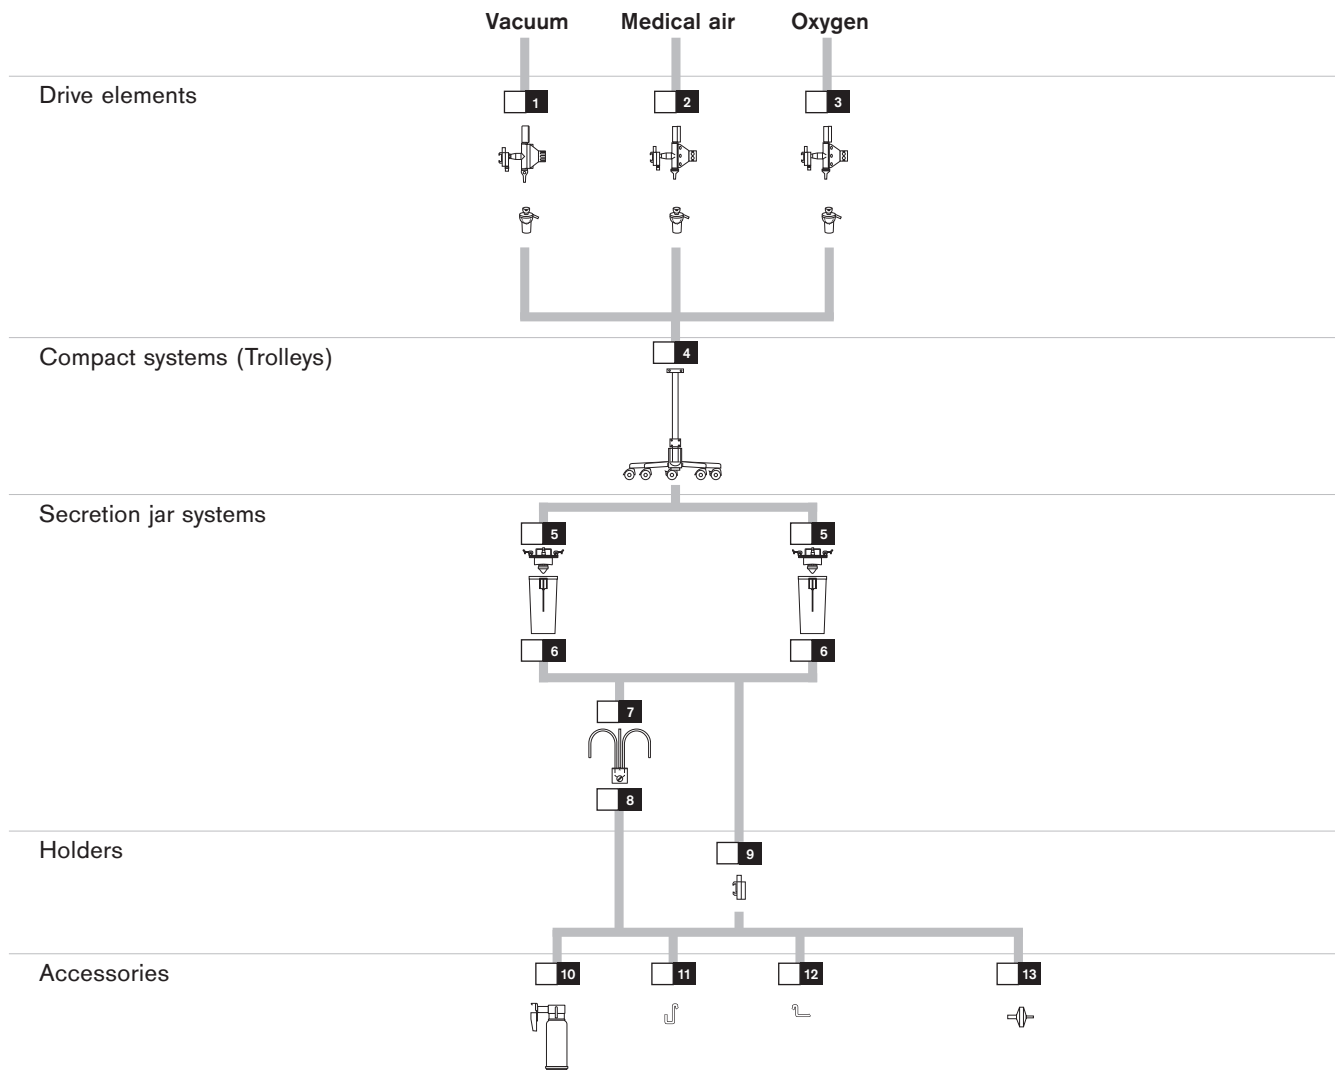 Vacuum Medical air Oxygen
Drive elements
1 2 3
Compact systems (Trolleys)
4
Secretion jar systems
5 5
6 6
7
8
Holders
9
Accessories
10 11 12 13